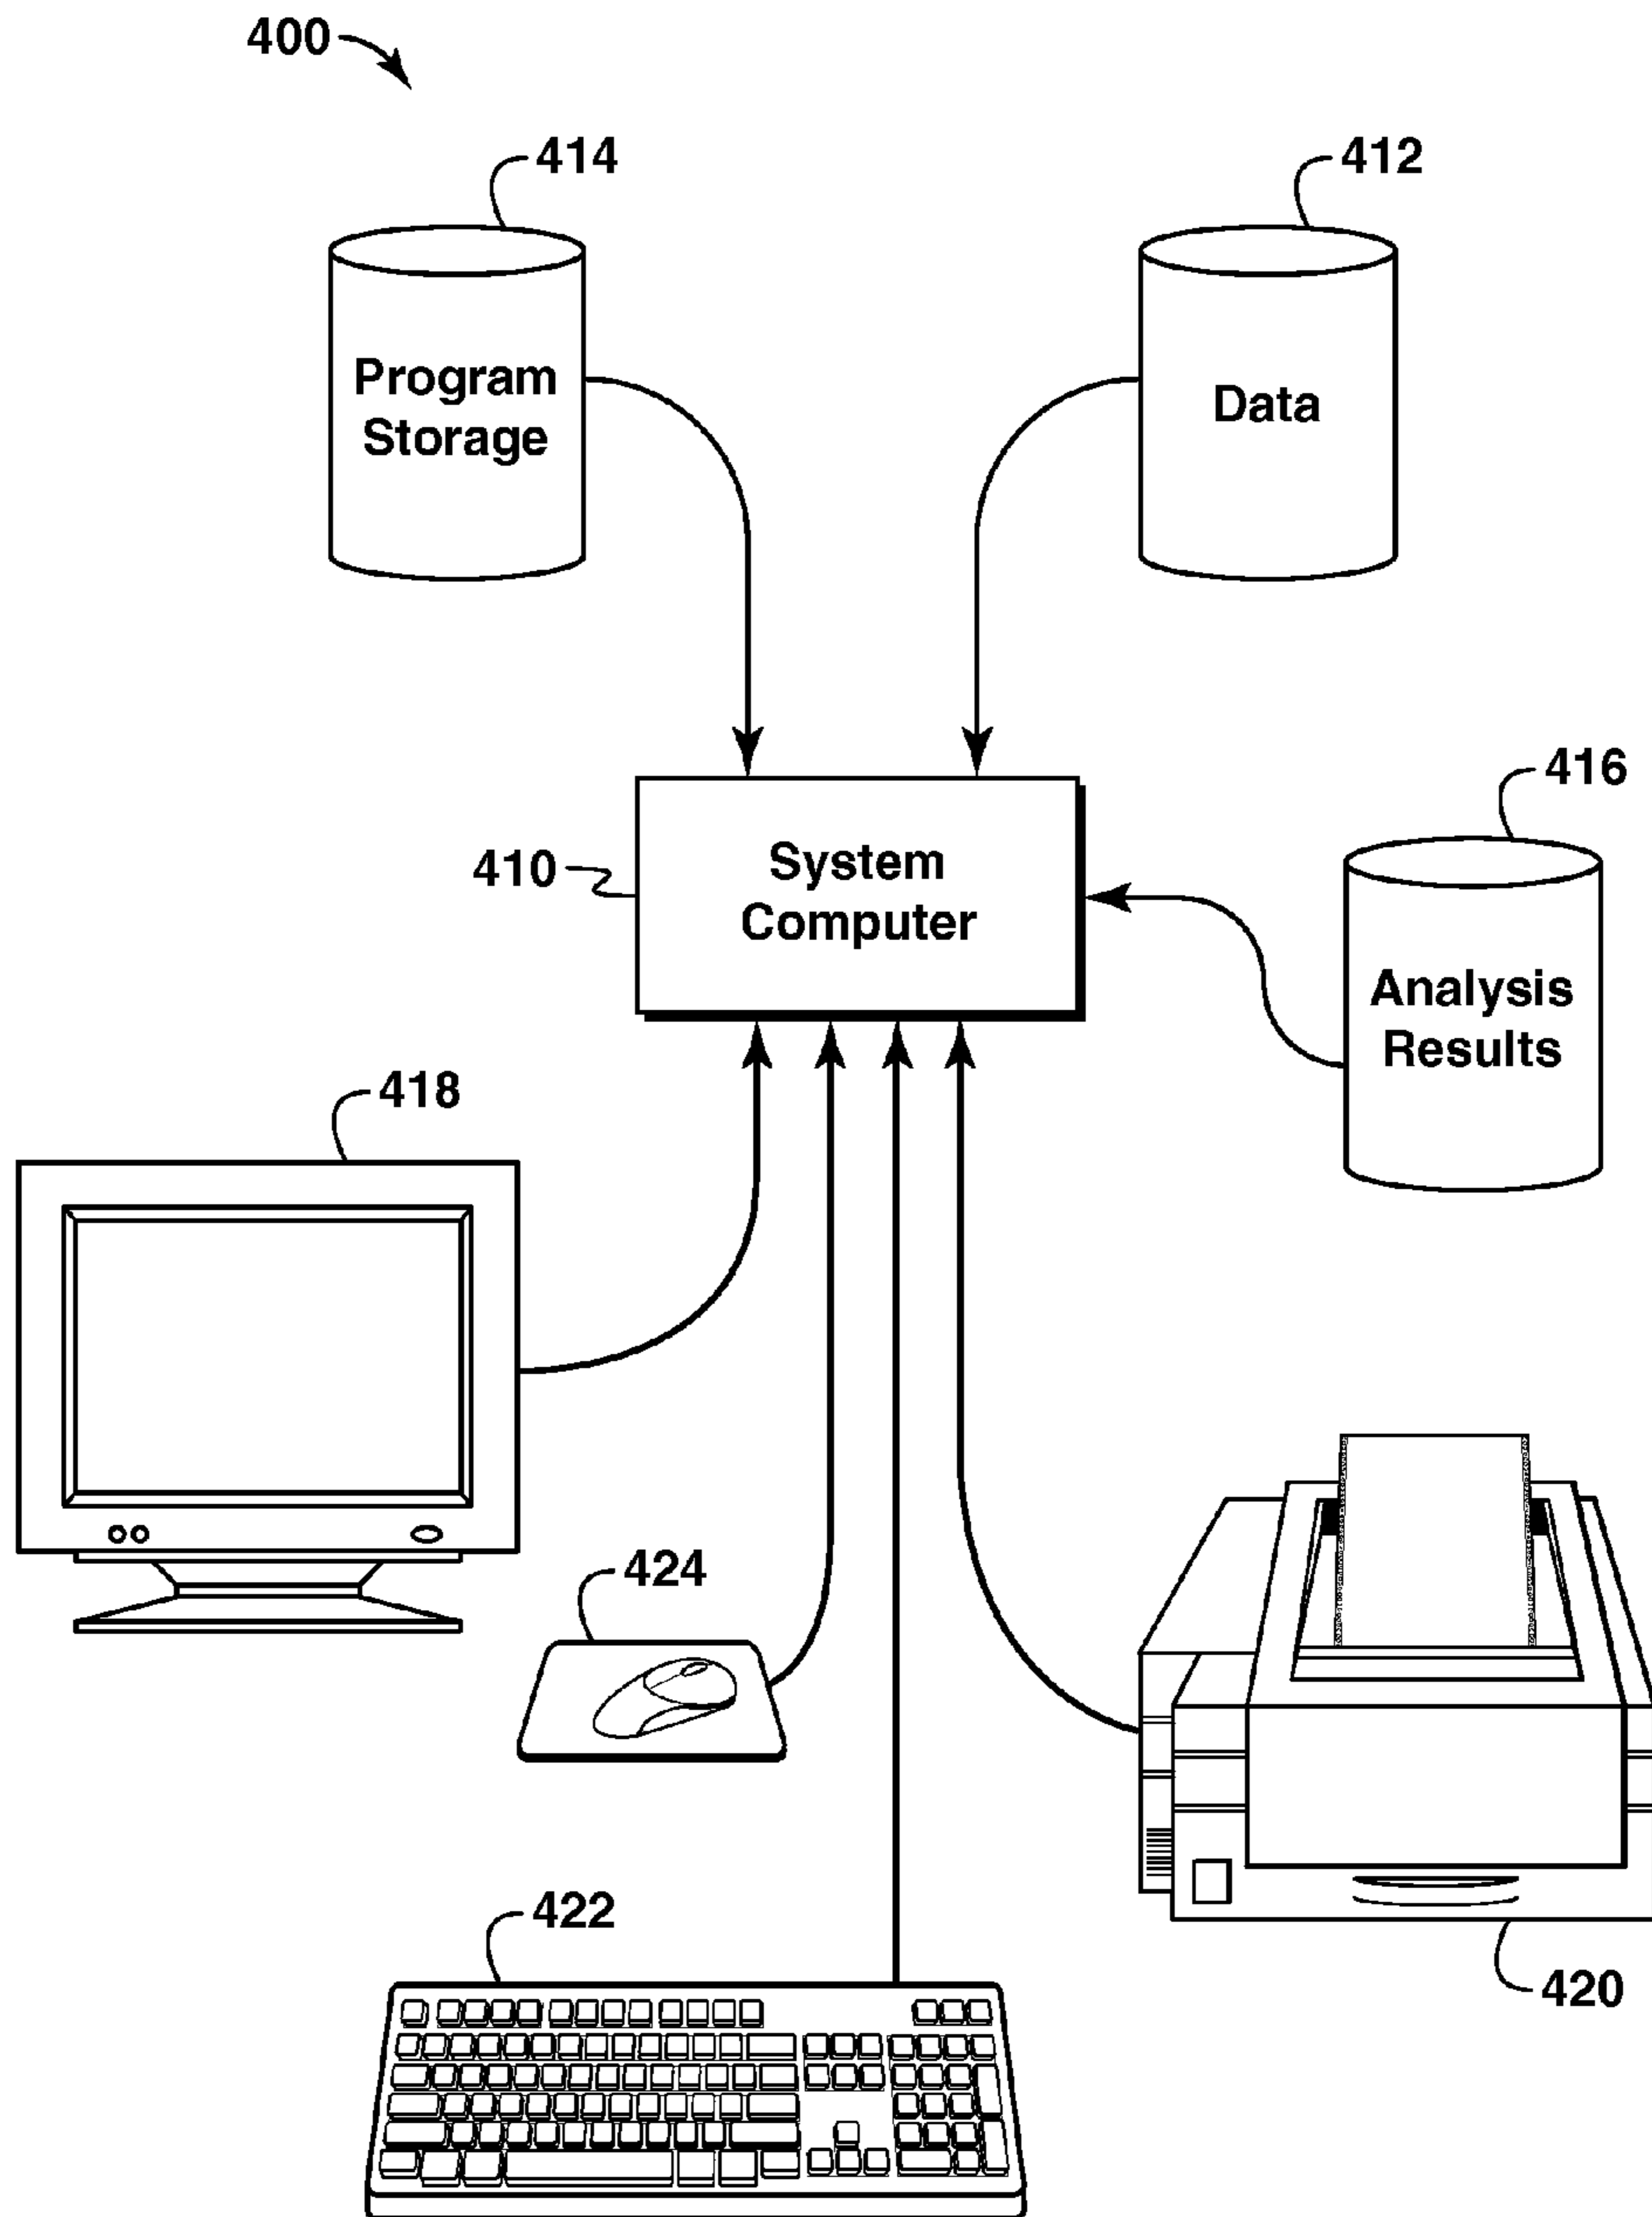 400
414
412
Program
Storage
Data
416
410
System
Computer
Analysis
Results
418
424
422
420